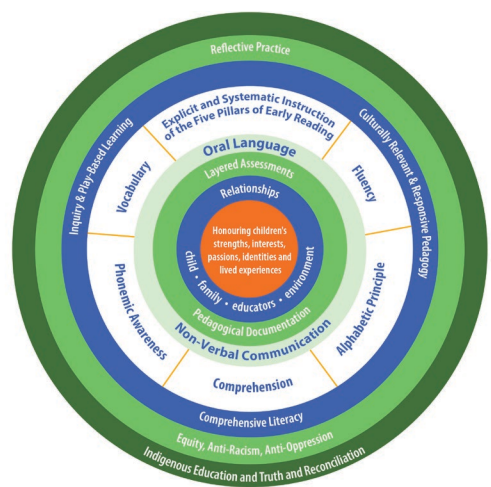 Reflective Practice
Inquiry & Play-Based Learning
Culturally Relevant & Responsive Pedagogy
Explicit and Systematic Instruction
of the Five Pillars of Early Reading
Vocabulary
Fluency
Oral Language
Layered Assessments
Relationships
Honouring children's
strengths, interests,
passions, identities and
lived experiences
child • family • educators • environment
Pedagogical Documentation
Non-Verbal Communication
Phonemic Awareness
Alphabetic Principle
Comprehension
Comprehensive Literacy
Equity, Anti-Racism, Anti-Oppression
Indigenous Education and Truth and Reconciliation